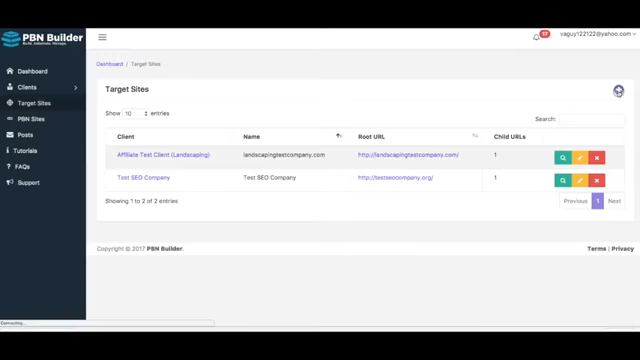 PBN Builder
Build. Automate. Manage.
17
vaguy122122@yahoo.com
Dashboard
Clients
Target Sites
PBN Sites
Posts
Tutorials
FAQs
Support
Dashboard / Target Sites
Target Sites
Show 10 entries
Search:
Client Name Root URL Child URLs
Affiliate Test Client (Landscaping) landscapingtestcompany.com http://landscapingtestcompany.com/ 1
Test SEO Company Test SEO Company http://testseocompany.org/ 1
Showing 1 to 2 of 2 entries
Previous 1 Next
Copyright © 2017 PBN Builder.
Terms | Privacy